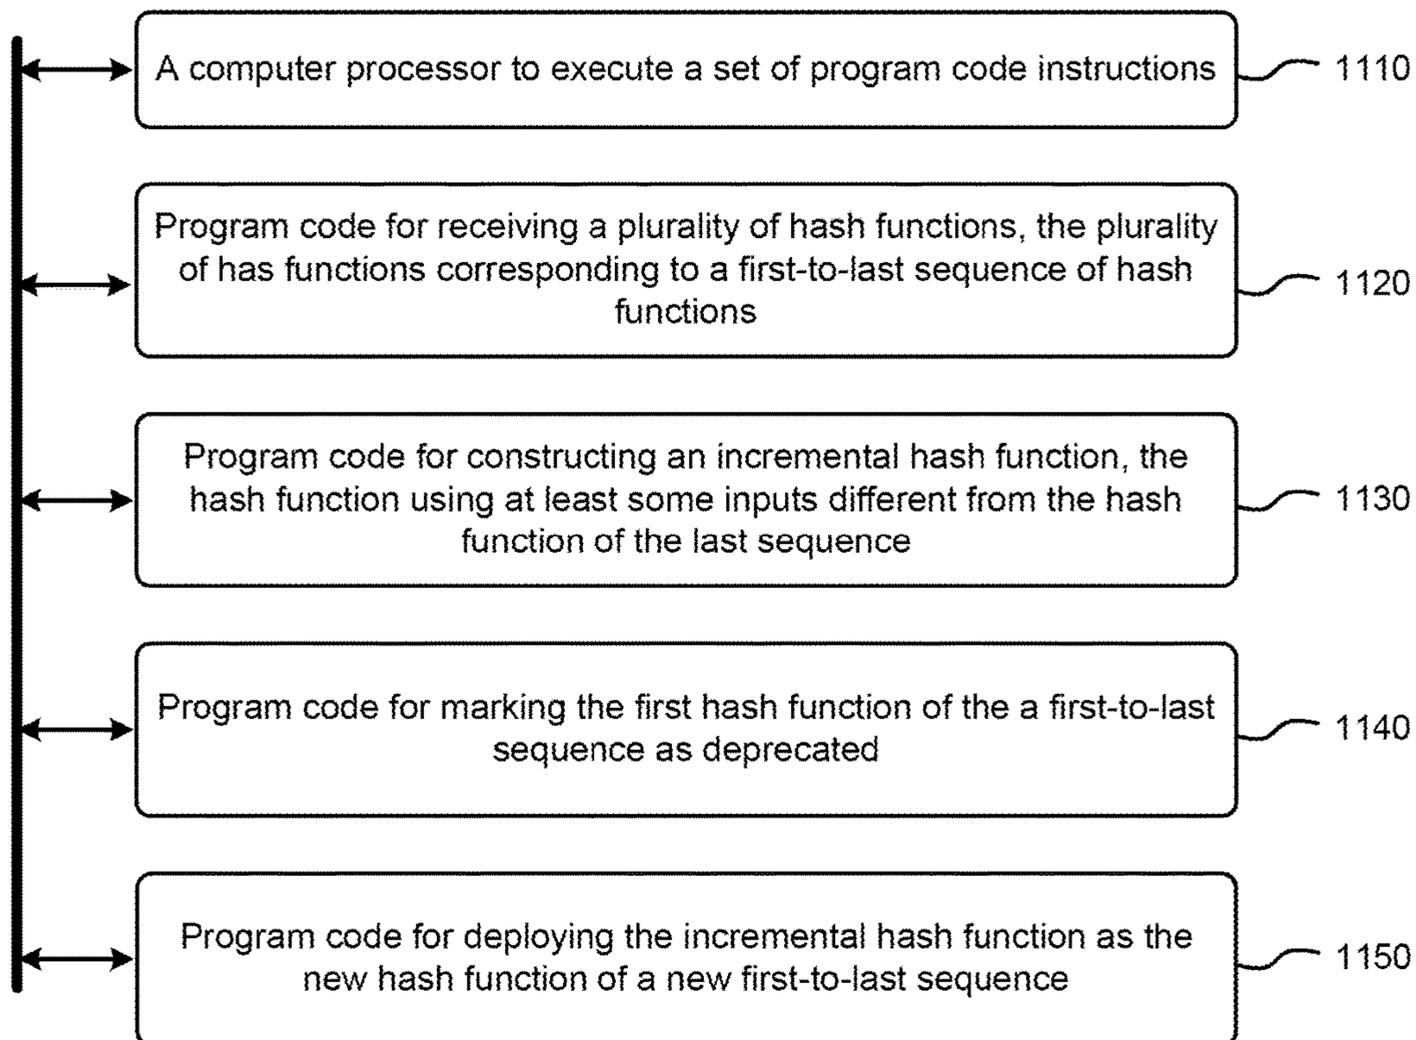 A computer processor to execute a set of program code instructions
1110
Program code for receiving a plurality of hash functions, the plurality
of has functions corresponding to a first-to-last sequence of hash
functions
1120
Program code for constructing an incremental hash function, the
hash function using at least some inputs different from the hash
function of the last sequence
1130
Program code for marking the first hash function of the a first-to-last
sequence as deprecated
1140
Program code for deploying the incremental hash function as the
new hash function of a new first-to-last sequence
1150